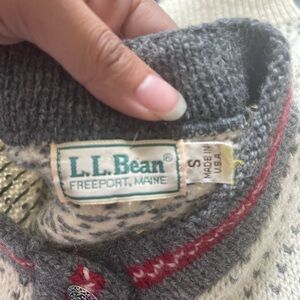 L.L.Bean®
FREEPORT, MAINE
S
MADE IN
U.S.A.